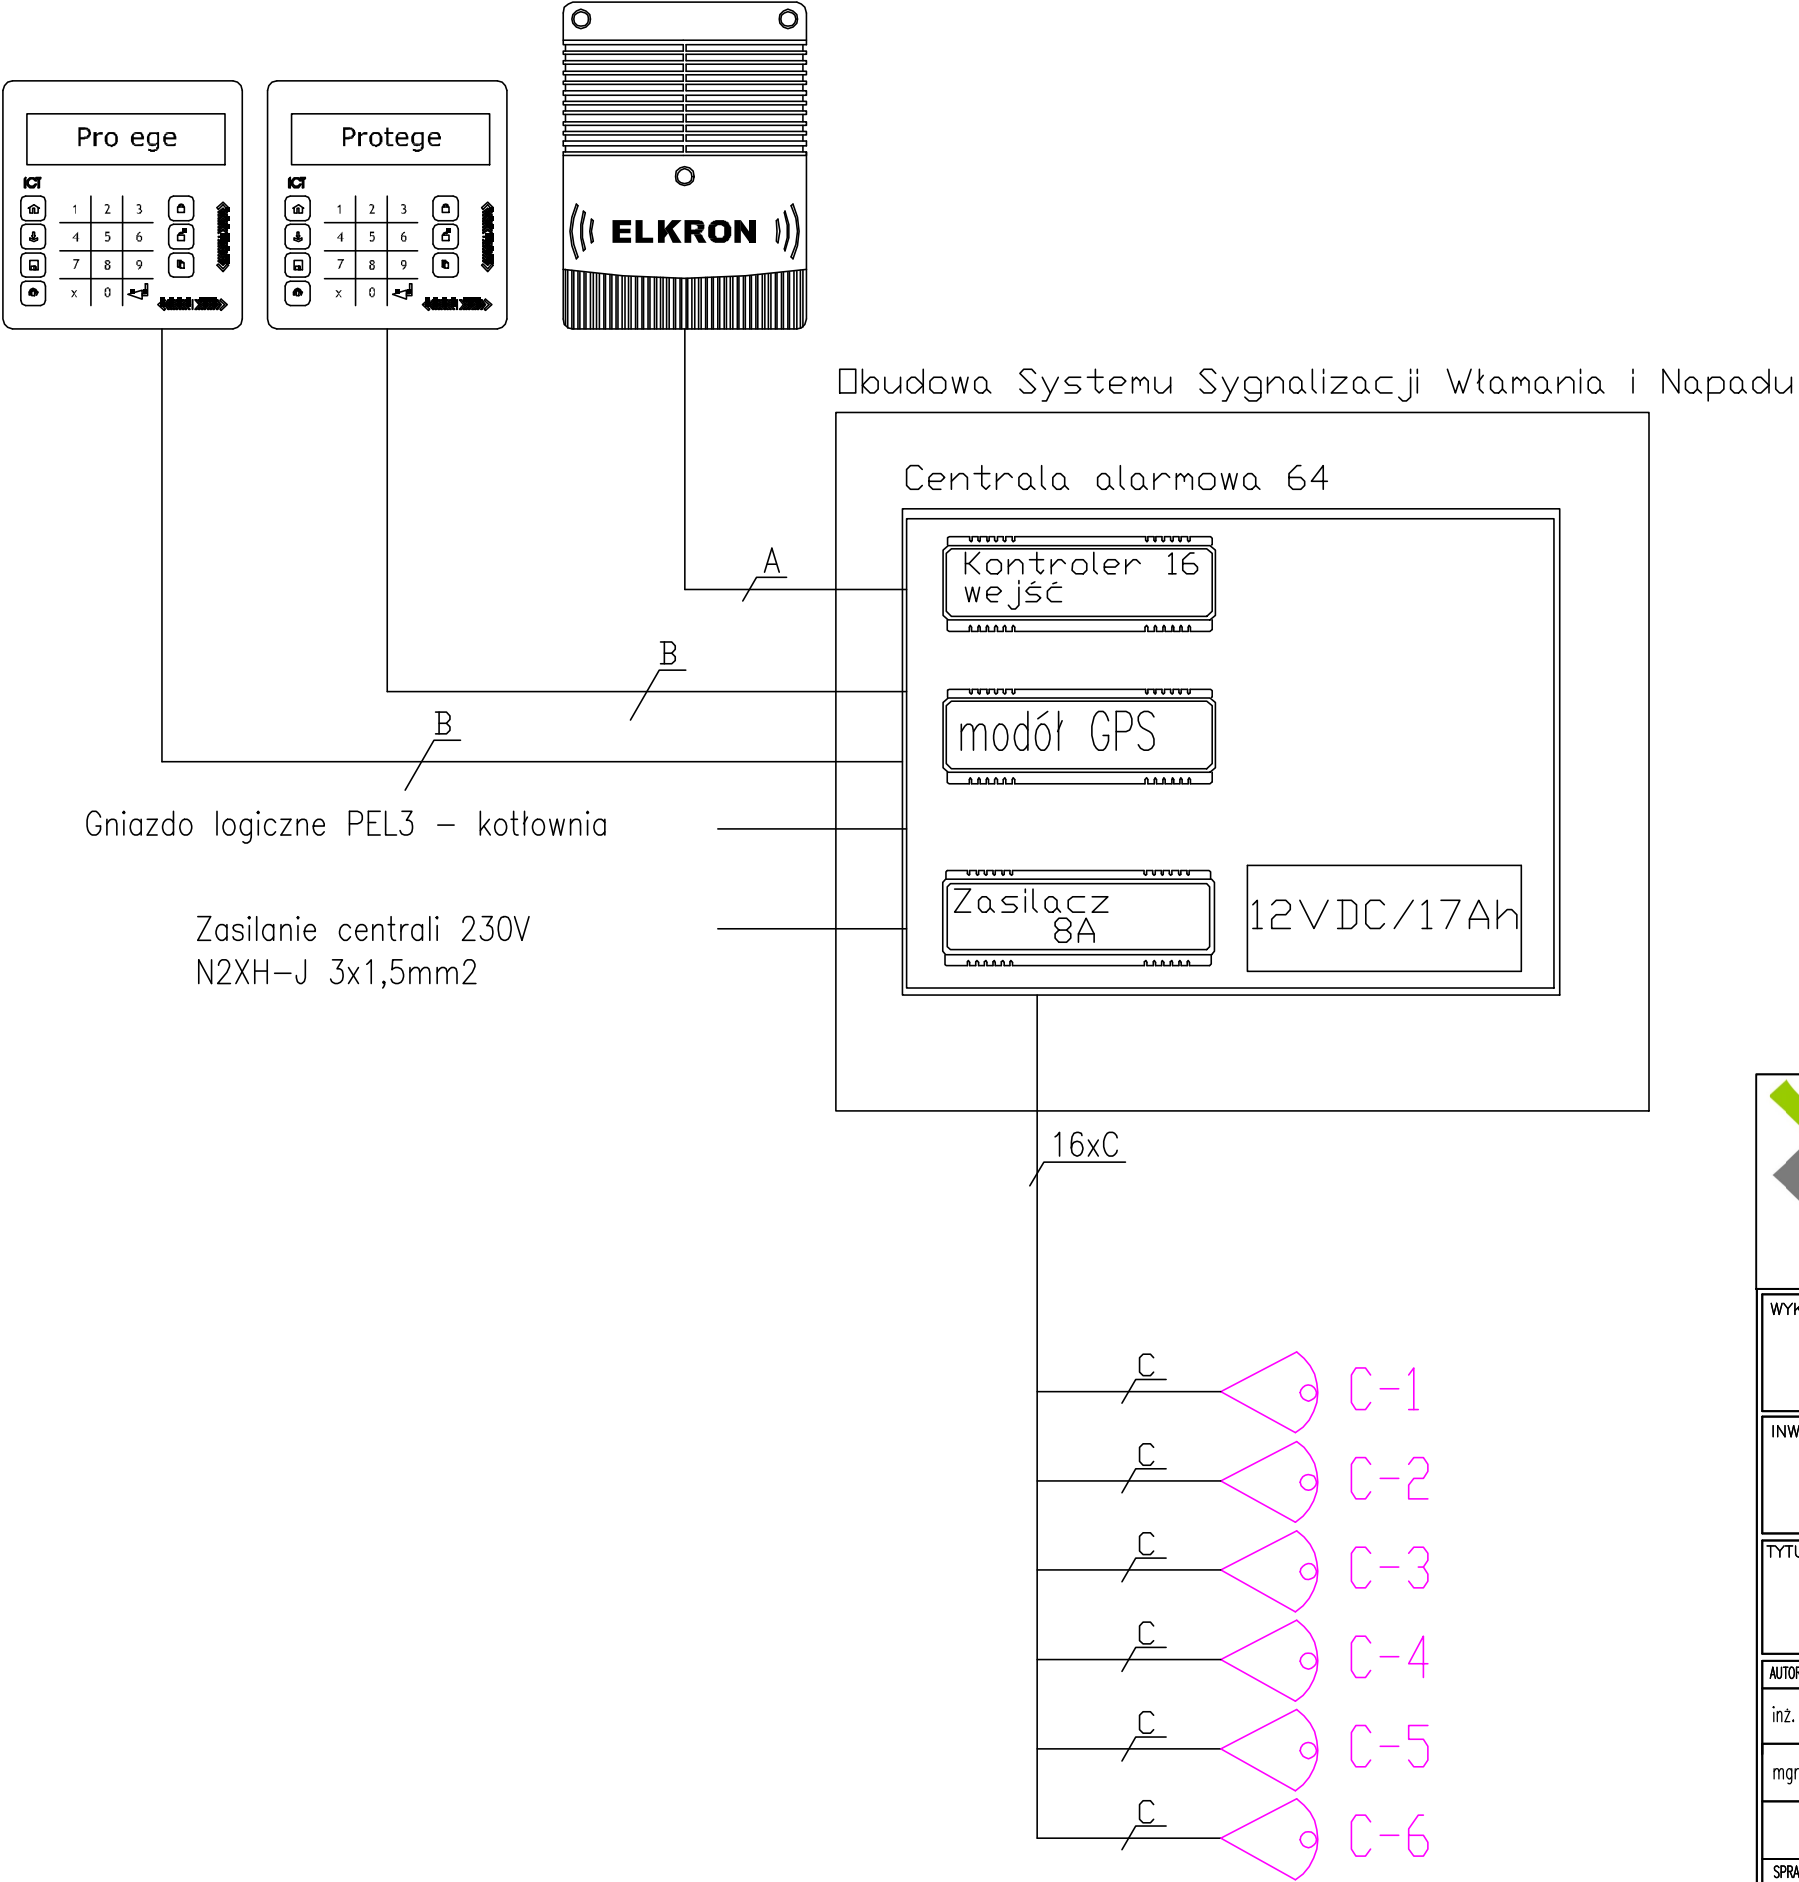 Pro ege
ICT
1 2 3
4 5 6
7 8 9
x 0
Protege
ICT
1 2 3
4 5 6
7 8 9
x 0
ELKRON
Obudowa Systemu Sygnalizacji Włamania i Napadu
Centrala alarmowa 64
A
Kontroler 16
wejść
B
B
modół GPS
Gniazdo logiczne PEL3 – kotłownia
Zasilacz
8A
12VDC/17Ah
Zasilanie centrali 230V
N2XH–J 3x1,5mm2
16xC
C
C-1
C
C-2
C
C-3
C
C-4
C
C-5
C
C-6
inż.